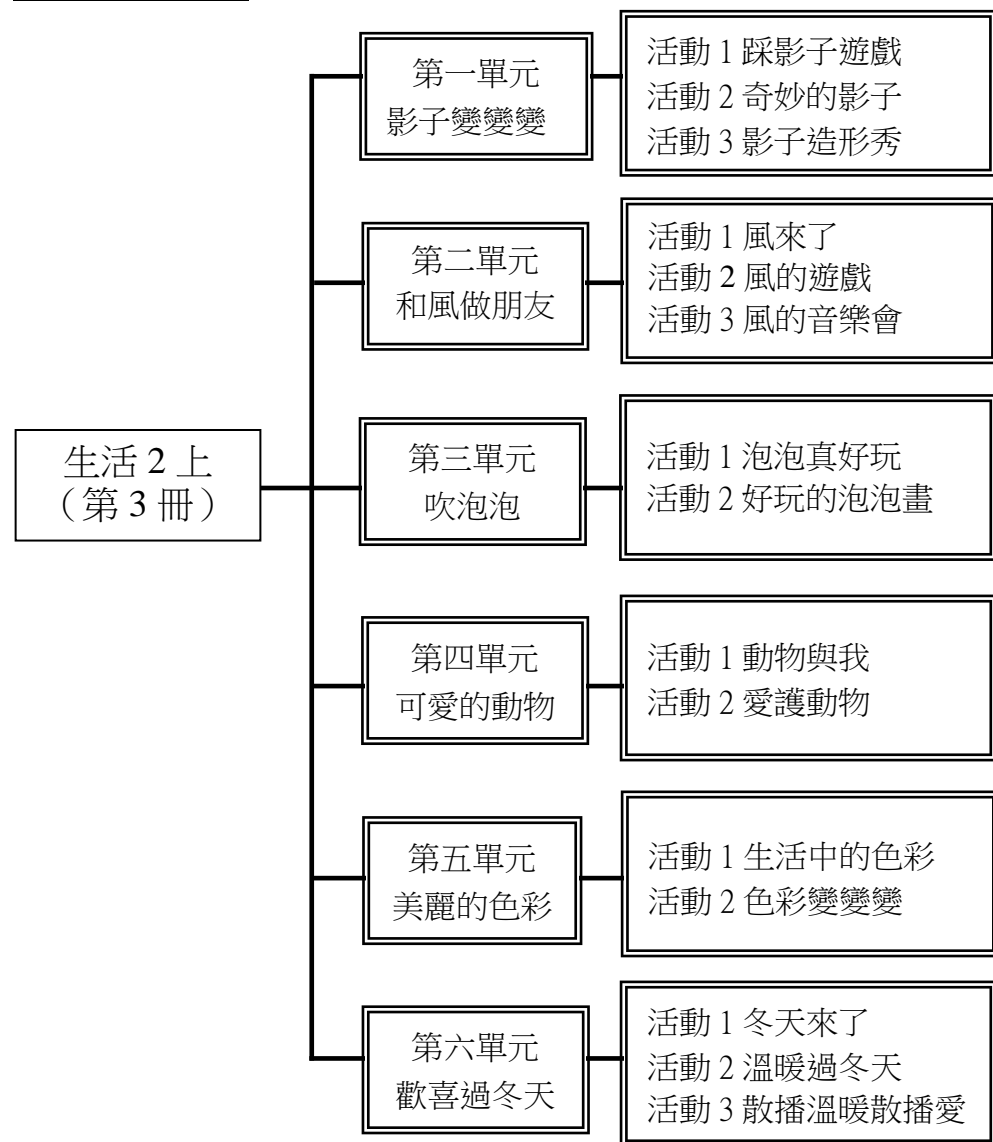 第一單元
影子變變變
活動 1 踩影子遊戲
活動 2 奇妙的影子
活動 3 影子造形秀
第二單元
和風做朋友
活動 1 風來了
活動 2 風的遊戲
活動 3 風的音樂會
生活 2 上
（第 3 冊）
第三單元
吹泡泡
活動 1 泡泡真好玩
活動 2 好玩的泡泡畫
第四單元
可愛的動物
活動 1 動物與我
活動 2 愛護動物
第五單元
美麗的色彩
活動 1 生活中的色彩
活動 2 色彩變變變
第六單元
歡喜過冬天
活動 1 冬天來了
活動 2 溫暖過冬天
活動 3 散播溫暖散播愛